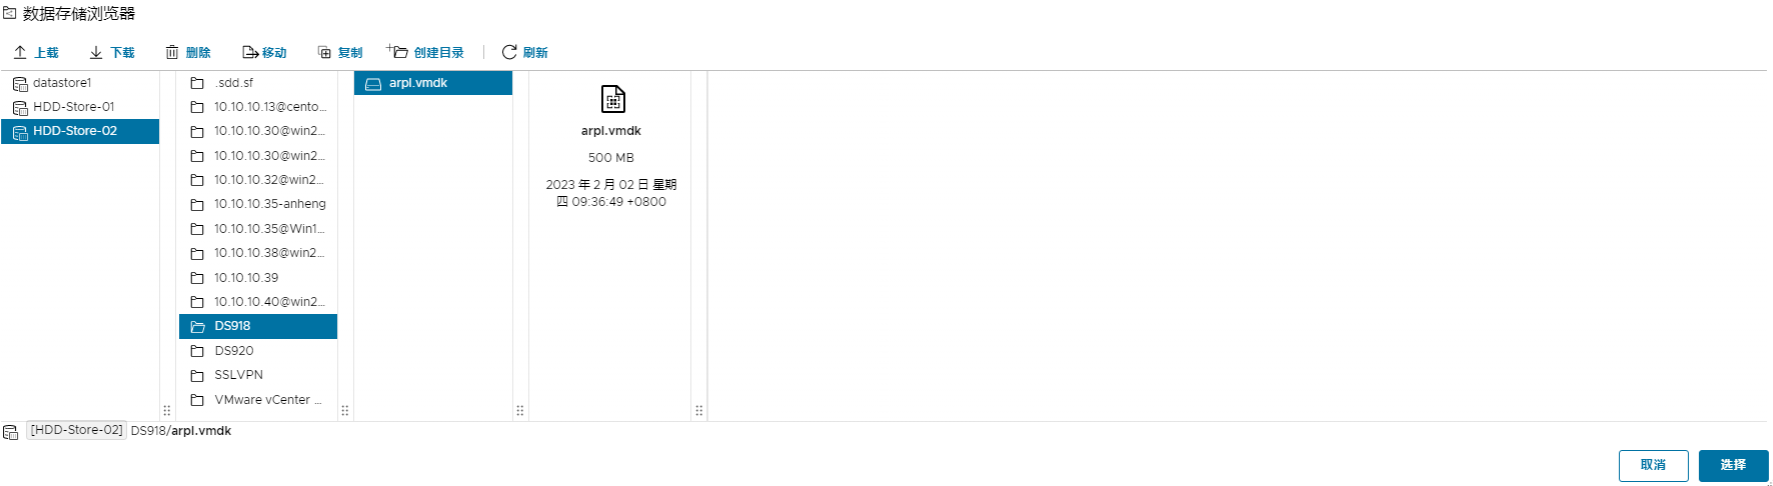 数据存储浏览器
上载 下载 删除 移动 复制 创建目录 刷新
datastore1
HDD-Store-01
HDD-Store-02
.sdd.sf
10.10.10.13@cento...
10.10.10.30@win2...
10.10.10.30@win2...
10.10.10.32@win2...
10.10.10.35-anheng
10.10.10.35@Win1...
10.10.10.38@win2...
10.10.10.39
10.10.10.40@win2...
DS918
DS920
SSLVPN
VMware vCenter ...
arpl.vmdk
arpl.vmdk
500 MB
2023 年 2 月 02 日 星期
四 09:36:49 +0800
[HDD-Store-02] DS918/arpl.vmdk
取消 选择